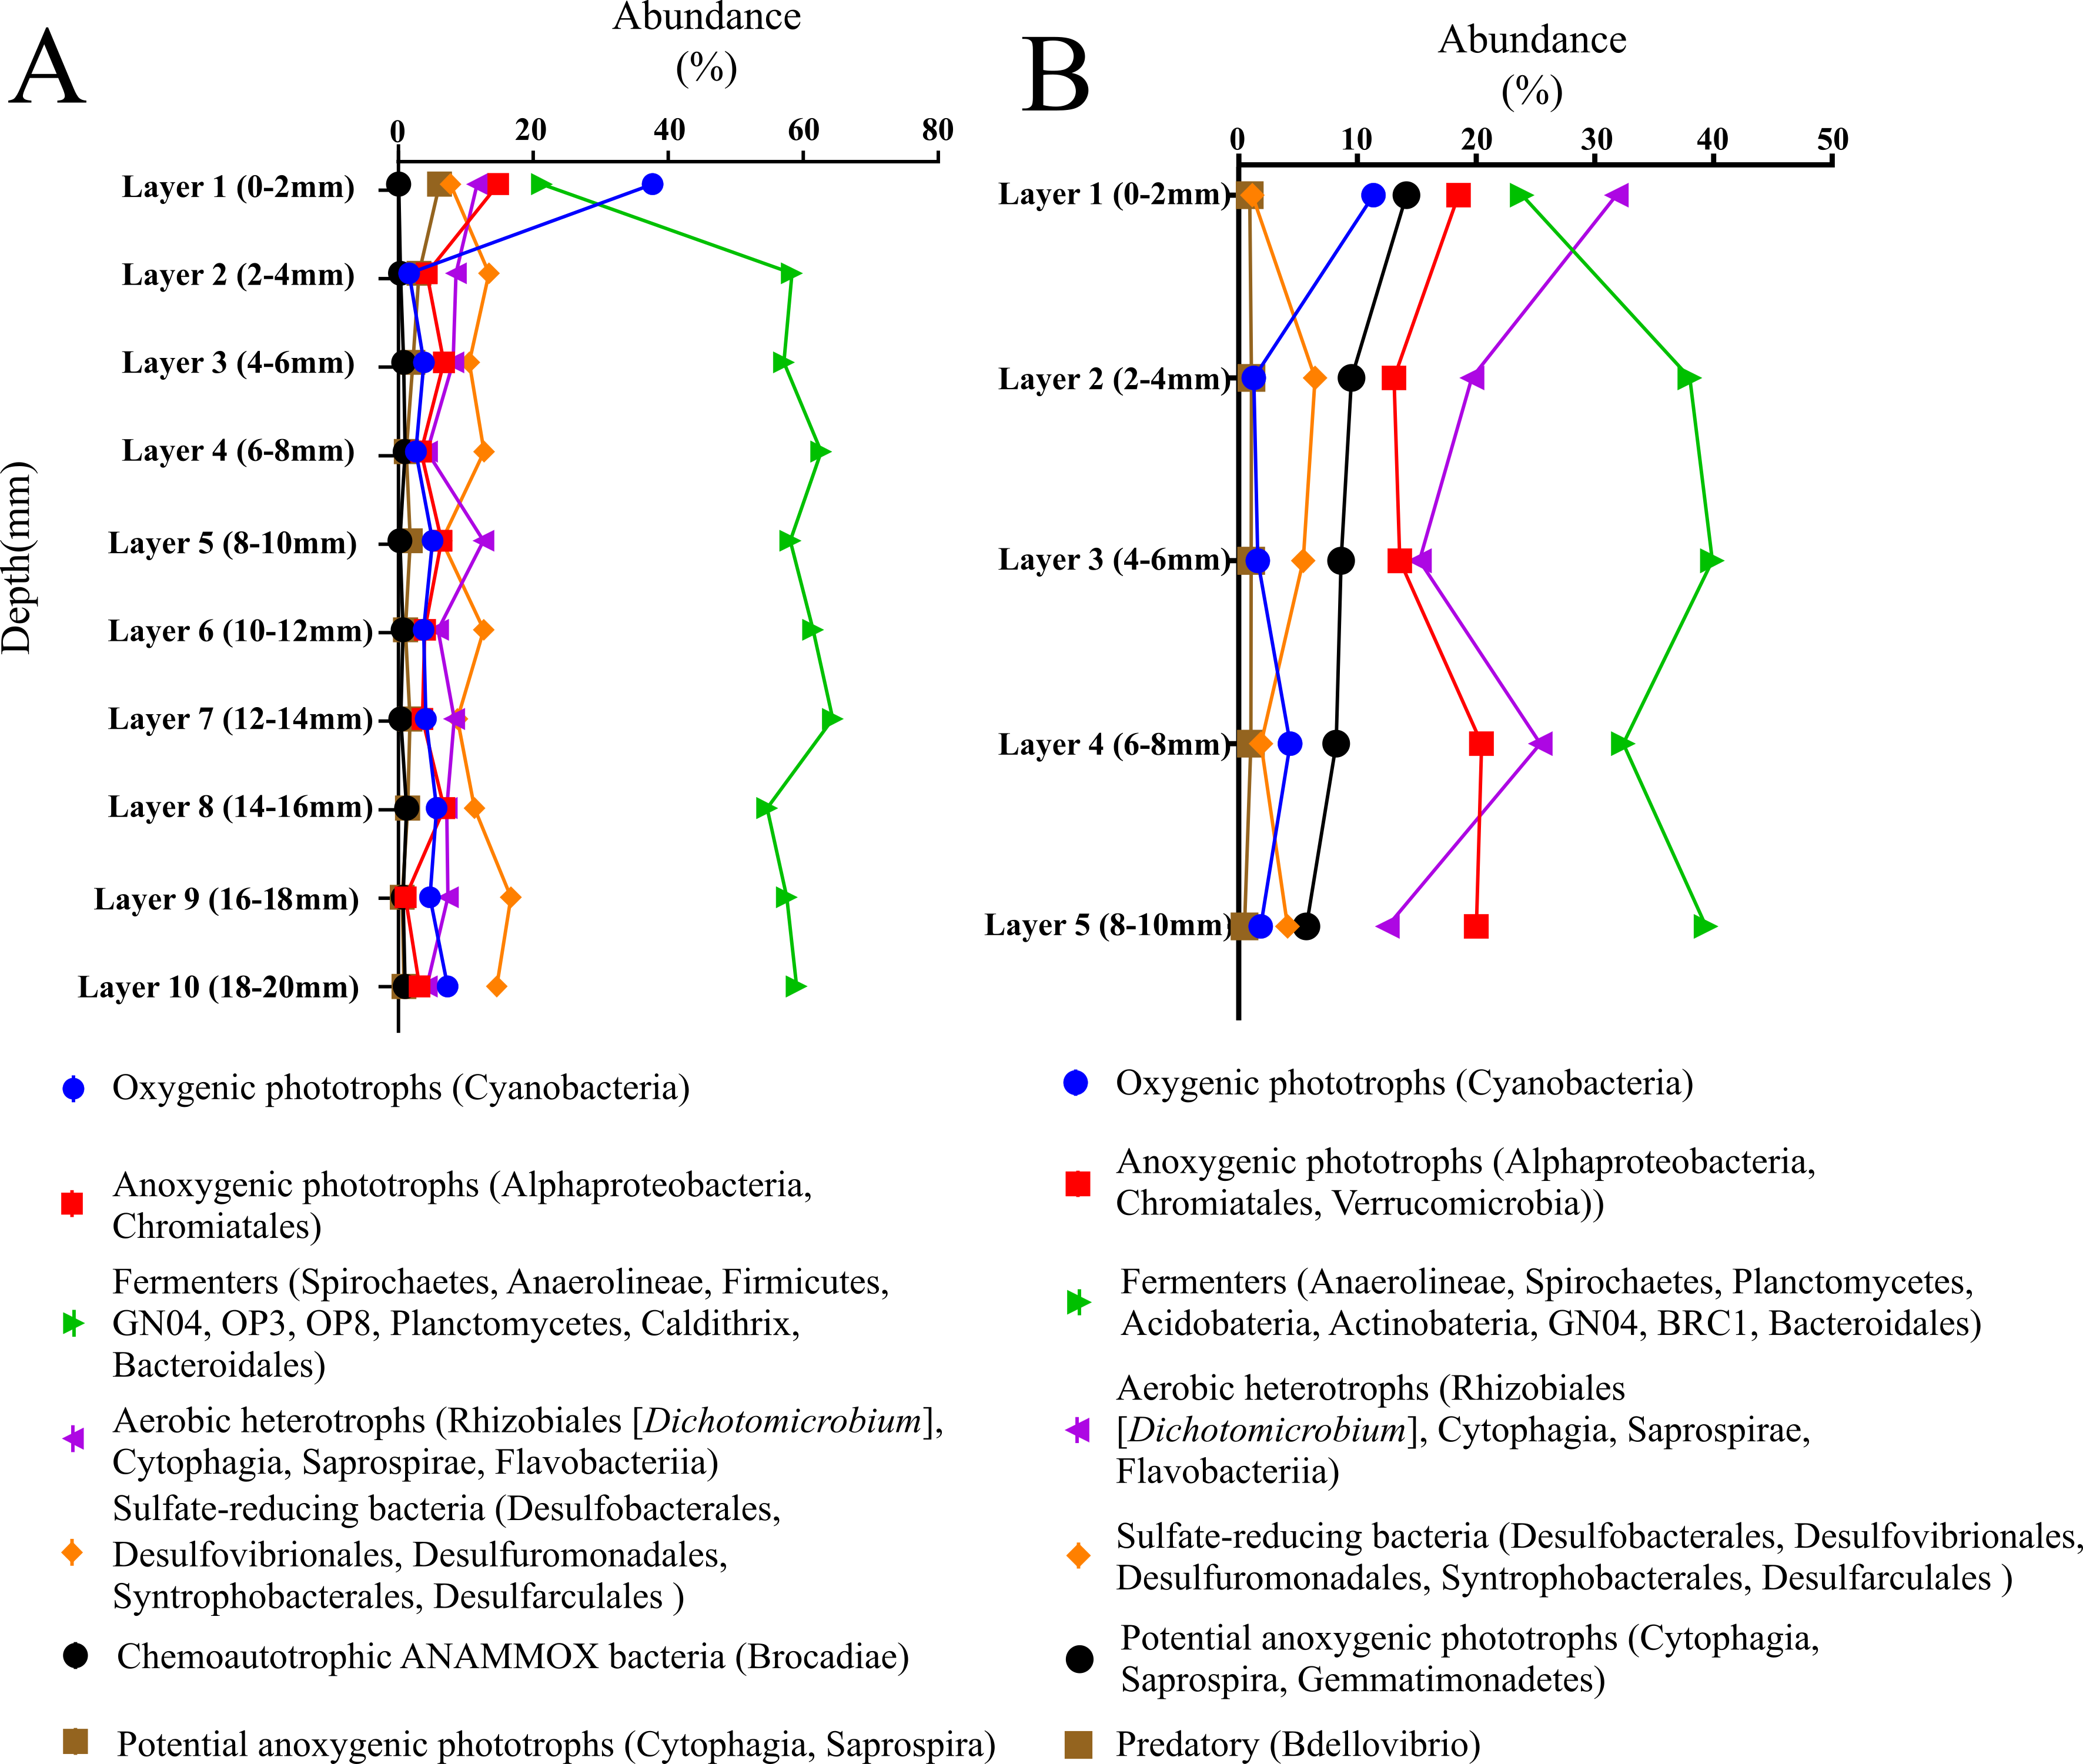 A
Abundance
(%)
0 20 40 60 80
Depth(mm)
Layer 1 (0-2mm)
Layer 2 (2-4mm)
Layer 3 (4-6mm)
Layer 4 (6-8mm)
Layer 5 (8-10mm)
Layer 6 (10-12mm)
Layer 7 (12-14mm)
Layer 8 (14-16mm)
Layer 9 (16-18mm)
Layer 10 (18-20mm)
Oxygenic phototrophs (Cyanobacteria)
Anoxygenic phototrophs (Alphaproteobacteria,
Chromiatales)
Fermenters (Spirochaetes, Anaerolineae, Firmicutes,
GN04, OP3, OP8, Planctomycetes, Caldithrix,
Bacteroidales)
Aerobic heterotrophs (Rhizobiales [Dichotomicrobium],
Cytophagia, Saprospirae, Flavobacteriia)
Sulfate-reducing bacteria (Desulfobacterales,
Desulfovibrionales, Desulfuromonadales,
Syntrophobacterales, Desulfarculales )
Chemoautotrophic ANAMMOX bacteria (Brocadiae)
Potential anoxygenic phototrophs (Cytophagia, Saprospira)
B
Abundance
(%)
0 10 20 30 40 50
Layer 1 (0-2mm)
Layer 2 (2-4mm)
Layer 3 (4-6mm)
Layer 4 (6-8mm)
Layer 5 (8-10mm)
Oxygenic phototrophs (Cyanobacteria)
Anoxygenic phototrophs (Alphaproteobacteria,
Chromiatales, Verrucomicrobia))
Fermenters (Anaerolineae, Spirochaetes, Planctomycetes,
Acidobateria, Actinobateria, GN04, BRC1, Bacteroidales)
Aerobic heterotrophs (Rhizobiales
[Dichotomicrobium], Cytophagia, Saprospirae,
Flavobacteriia)
Sulfate-reducing bacteria (Desulfobacterales, Desulfovibrionales,
Desulfuromonadales, Syntrophobacterales, Desulfarculales )
Potential anoxygenic phototrophs (Cytophagia,
Saprospira, Gemmatimonadetes)
Predatory (Bdellovibrio)